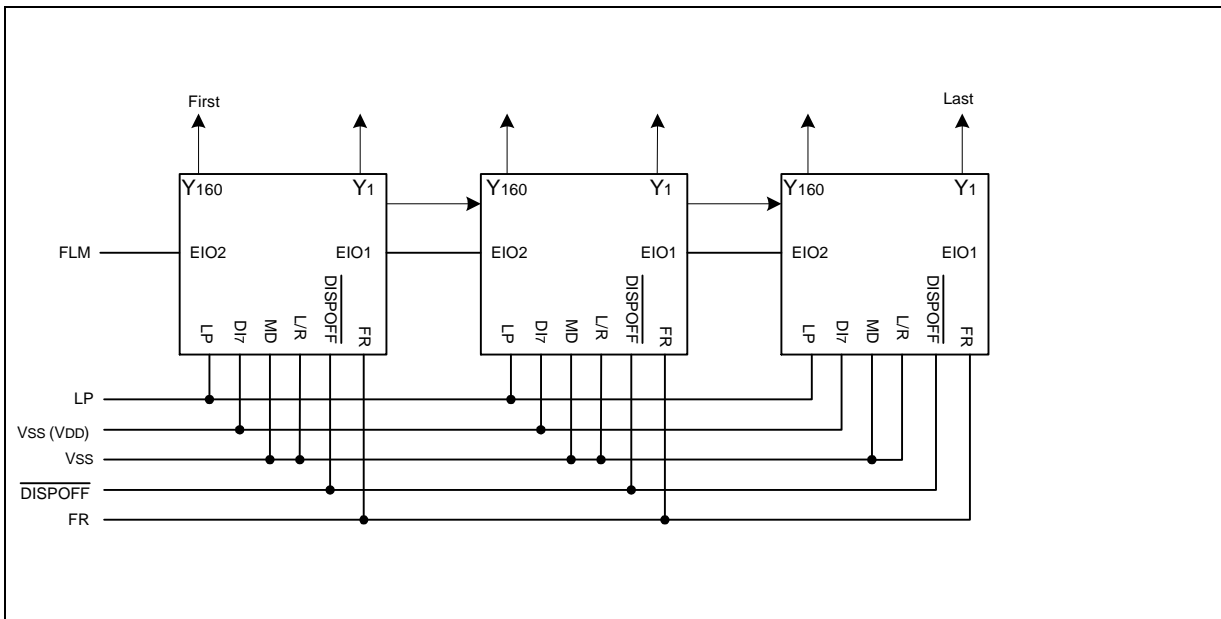 First Last
Y160 Y1 Y160 Y1 Y160 Y1
FLM EIO2 EIO1 EIO2 EIO1 EIO2 EIO1
LP DI7 MD L/R DISPOFF FR LP DI7 MD L/R DISPOFF FR LP DI7 MD L/R DISPOFF FR
LP
VSS (VDD)
VSS
DISPOFF
FR